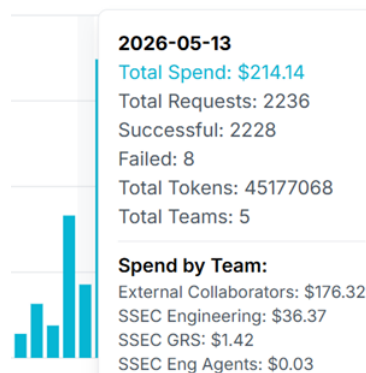 2026-05-13
Total Spend: $214.14
Total Requests: 2236
Successful: 2228
Failed: 8
Total Tokens: 45177068
Total Teams: 5
Spend by Team:
External Collaborators: $176.32
SSEC Engineering: $36.37
SSEC GRS: $1.42
SSEC Eng Agents: $0.03